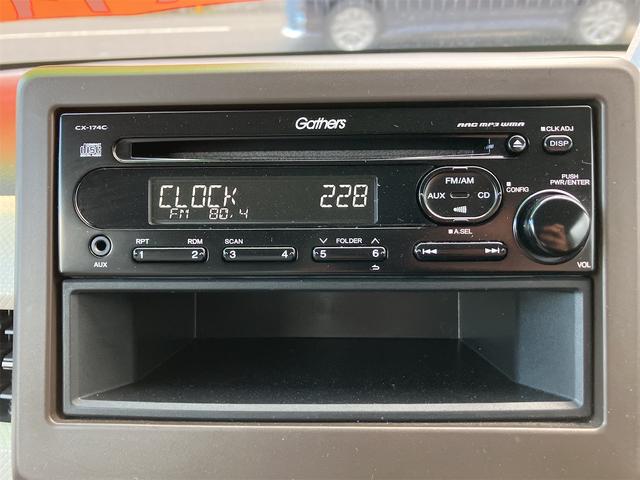 CX-174C
Gathers
AAC MP3 WMA
CLK ADJ
DISP
disc
CLOCK 228
FM 80.4
FM/AM
AUX CD
CONFIG
PUSH
PWR/ENTER
A.SEL
VOL
AUX
RPT RDM SCAN FOLDER
1 2 3 4 5 6